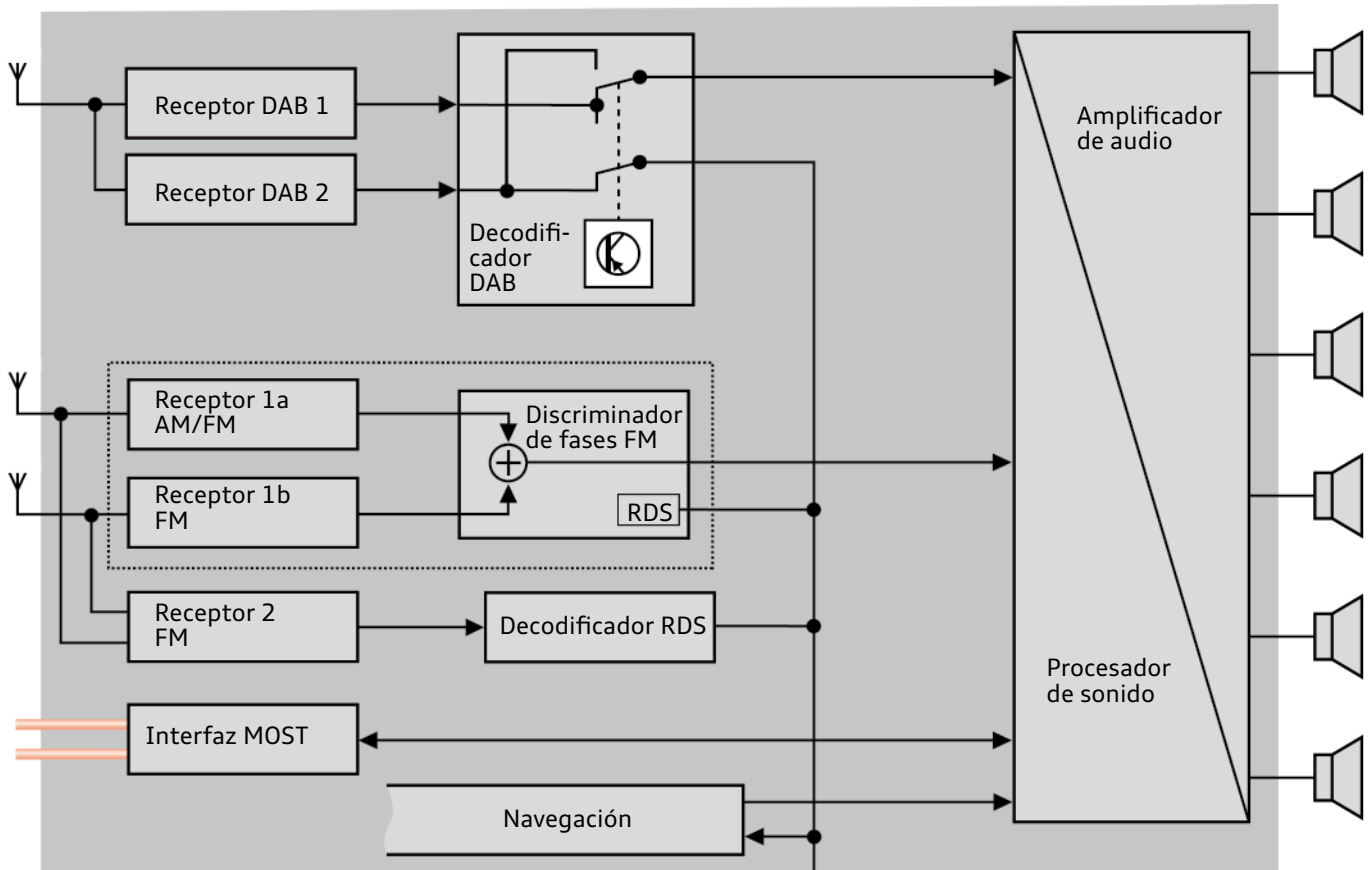 Receptor DAB 1
Receptor DAB 2
Decodifi-
cador
DAB
Amplificador
de audio
Receptor 1a
AM/FM
Discriminador
de fases FM
Receptor 1b
FM
RDS
Receptor 2
FM
Decodificador RDS
Procesador
de sonido
Interfaz MOST
Navegación